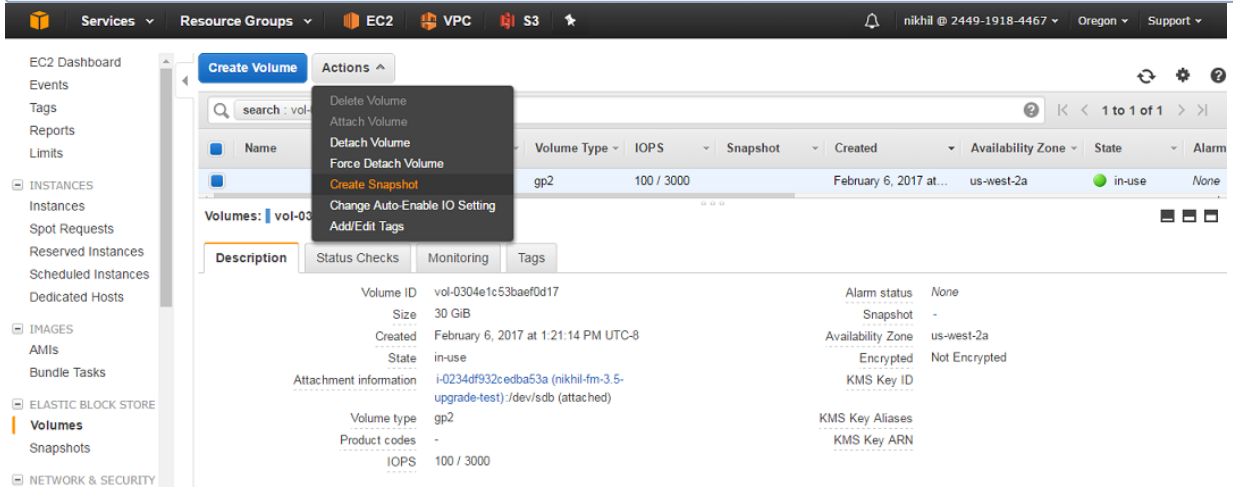 Services Resource Groups EC2 VPC S3 nikhil @ 2449-1918-4467 Oregon Support
EC2 Dashboard
Events
Tags
Reports
Limits
INSTANCES
Instances
Spot Requests
Reserved Instances
Scheduled Instances
Dedicated Hosts
IMAGES
AMIs
Bundle Tasks
ELASTIC BLOCK STORE
Volumes
Snapshots
NETWORK & SECURITY
Create Volume Actions
Delete Volume
Attach Volume
Detach Volume
Force Detach Volume
Create Snapshot
Change Auto-Enable IO Setting
Add/Edit Tags
search : vol- 1 to 1 of 1
Name Volume Type IOPS Snapshot Created Availability Zone State Alarm
gp2 100 / 3000 February 6, 2017 at... us-west-2a in-use None
Volumes: vol-03
Description Status Checks Monitoring Tags
Volume ID vol-0304e1c53baef0d17 Alarm status None
Size 30 GiB Snapshot -
Created February 6, 2017 at 1:21:14 PM UTC-8 Availability Zone us-west-2a
State in-use Encrypted Not Encrypted
Attachment information i-0234df932cedba53a (nikhil-fm-3.5- KMS Key ID
upgrade-test):/dev/sdb (attached)
Volume type gp2 KMS Key Aliases
Product codes - KMS Key ARN
IOPS 100 / 3000